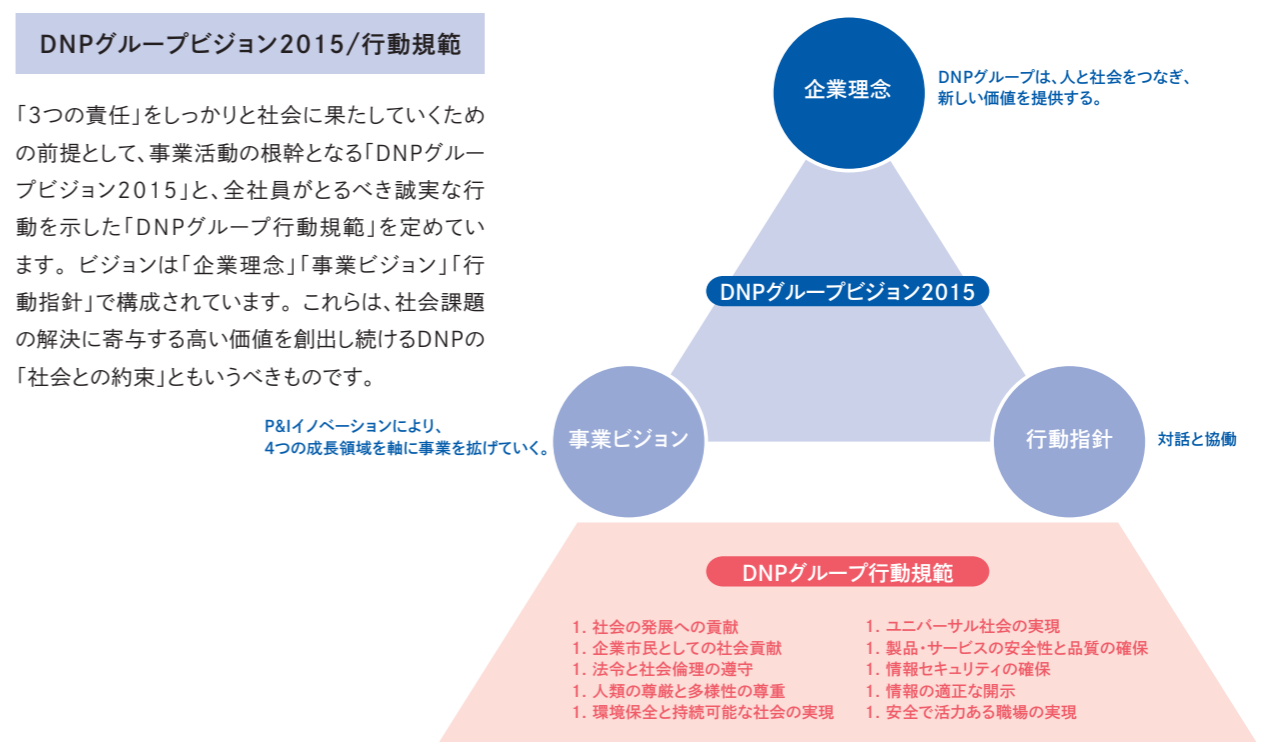 DNPグループビジョン2015/行動規範
「3つの責任」をしっかりと社会に果たしていくため
の前提として、事業活動の根幹となる「DNPグルー
プビジョン2015」と、全社員がとるべき誠実な行
動を示した「DNPグループ行動規範」を定めてい
ます。ビジョンは「企業理念」「事業ビジョン」「行
動指針」で構成されています。これらは、社会課題
の解決に寄与する高い価値を創出し続けるDNPの
「社会との約束」ともいうべきものです。
企業理念
DNPグループは、人と社会をつなぎ、
新しい価値を提供する。
DNPグループビジョン2015
P&Iイノベーションにより、
4つの成長領域を軸に事業を拡げていく。
事業ビジョン
行動指針
対話と協働
DNPグループ行動規範
1. 社会の発展への貢献
1. 企業市民としての社会貢献
1. 法令と社会倫理の遵守
1. 人類の尊厳と多様性の尊重
1. 環境保全と持続可能な社会の実現
1. ユニバーサル社会の実現
1. 製品・サービスの安全性と品質の確保
1. 情報セキュリティの確保
1. 情報の適正な開示
1. 安全で活力ある職場の実現